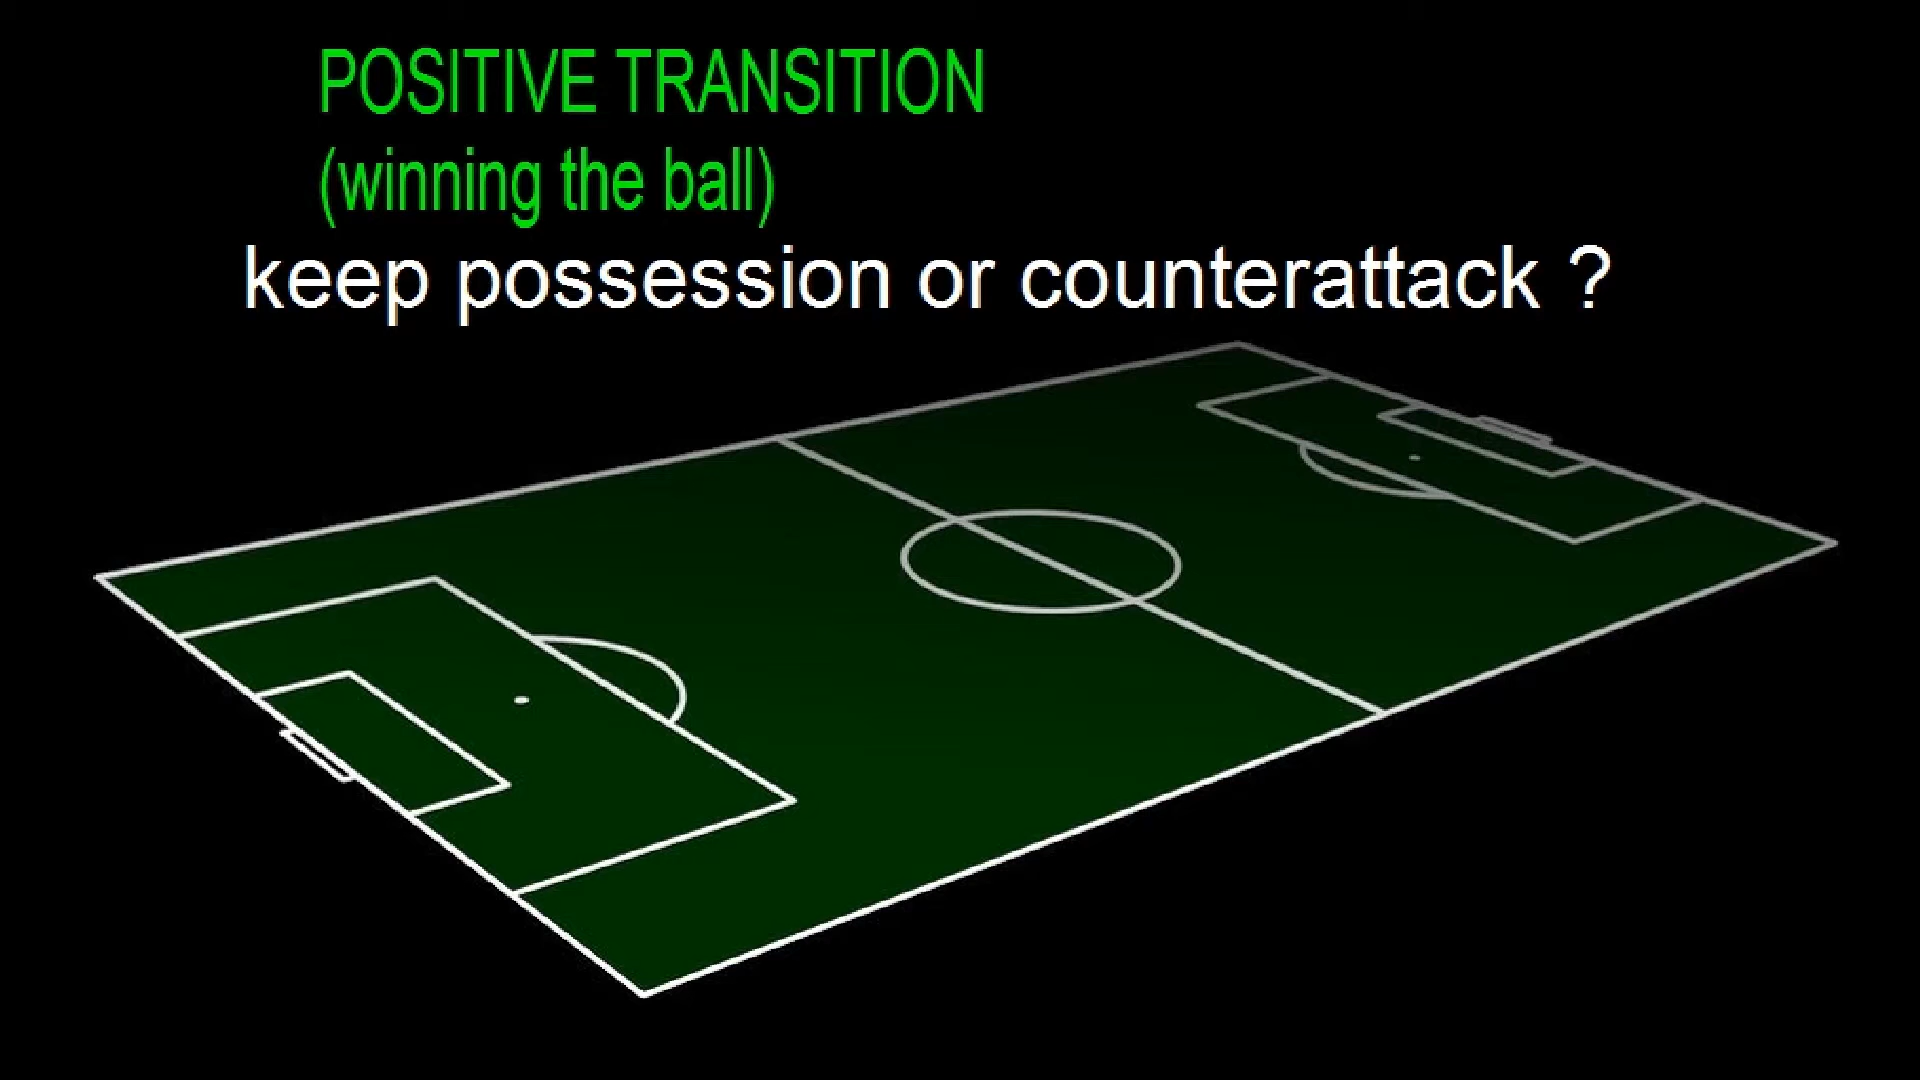 POSITIVE TRANSITION
(winning the ball)
keep possession or counterattack ?